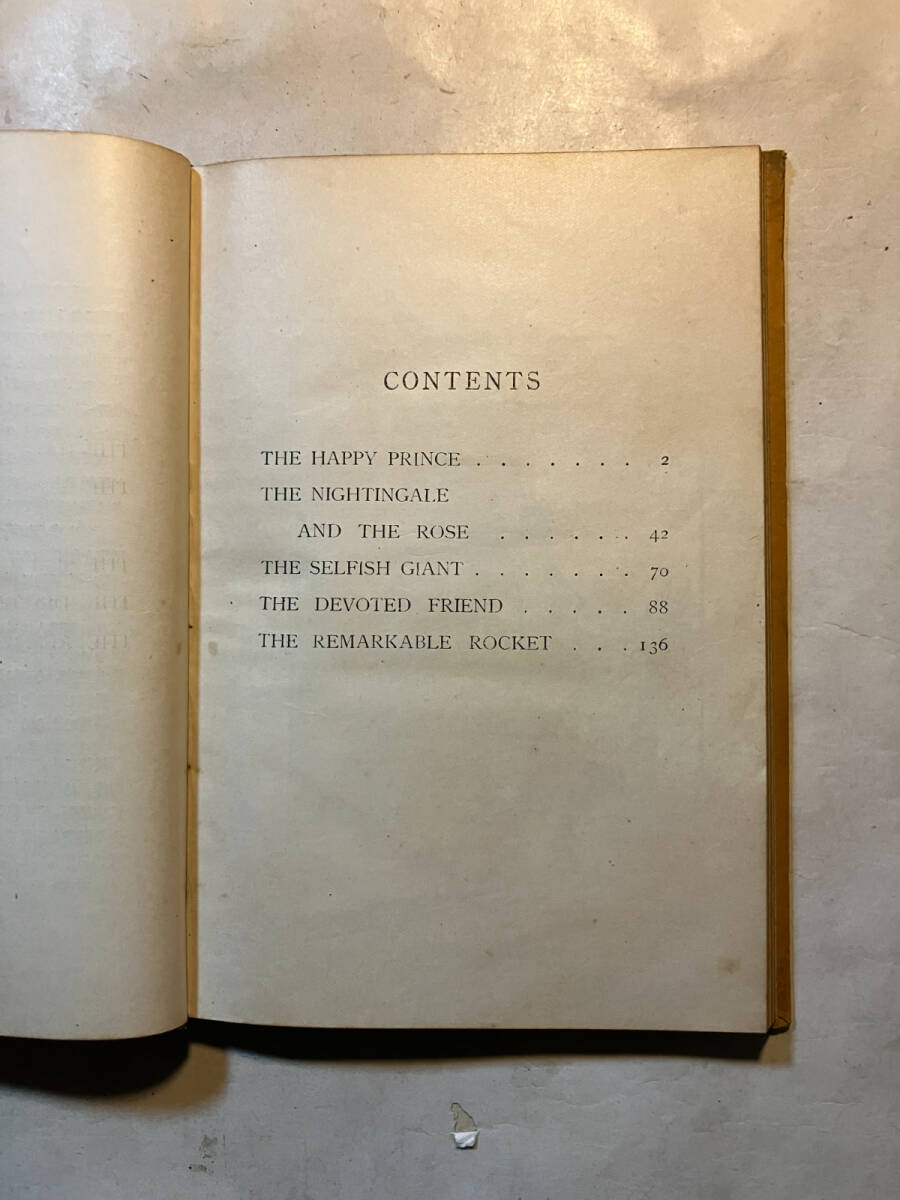 CONTENTS
THE HAPPY PRINCE . . . . . . . 2
THE NIGHTINGALE
AND THE ROSE . . . . . . 42
THE SELFISH GIANT . . . . . . . 70
THE DEVOTED FRIEND . . . . . 88
THE REMARKABLE ROCKET . . . 136